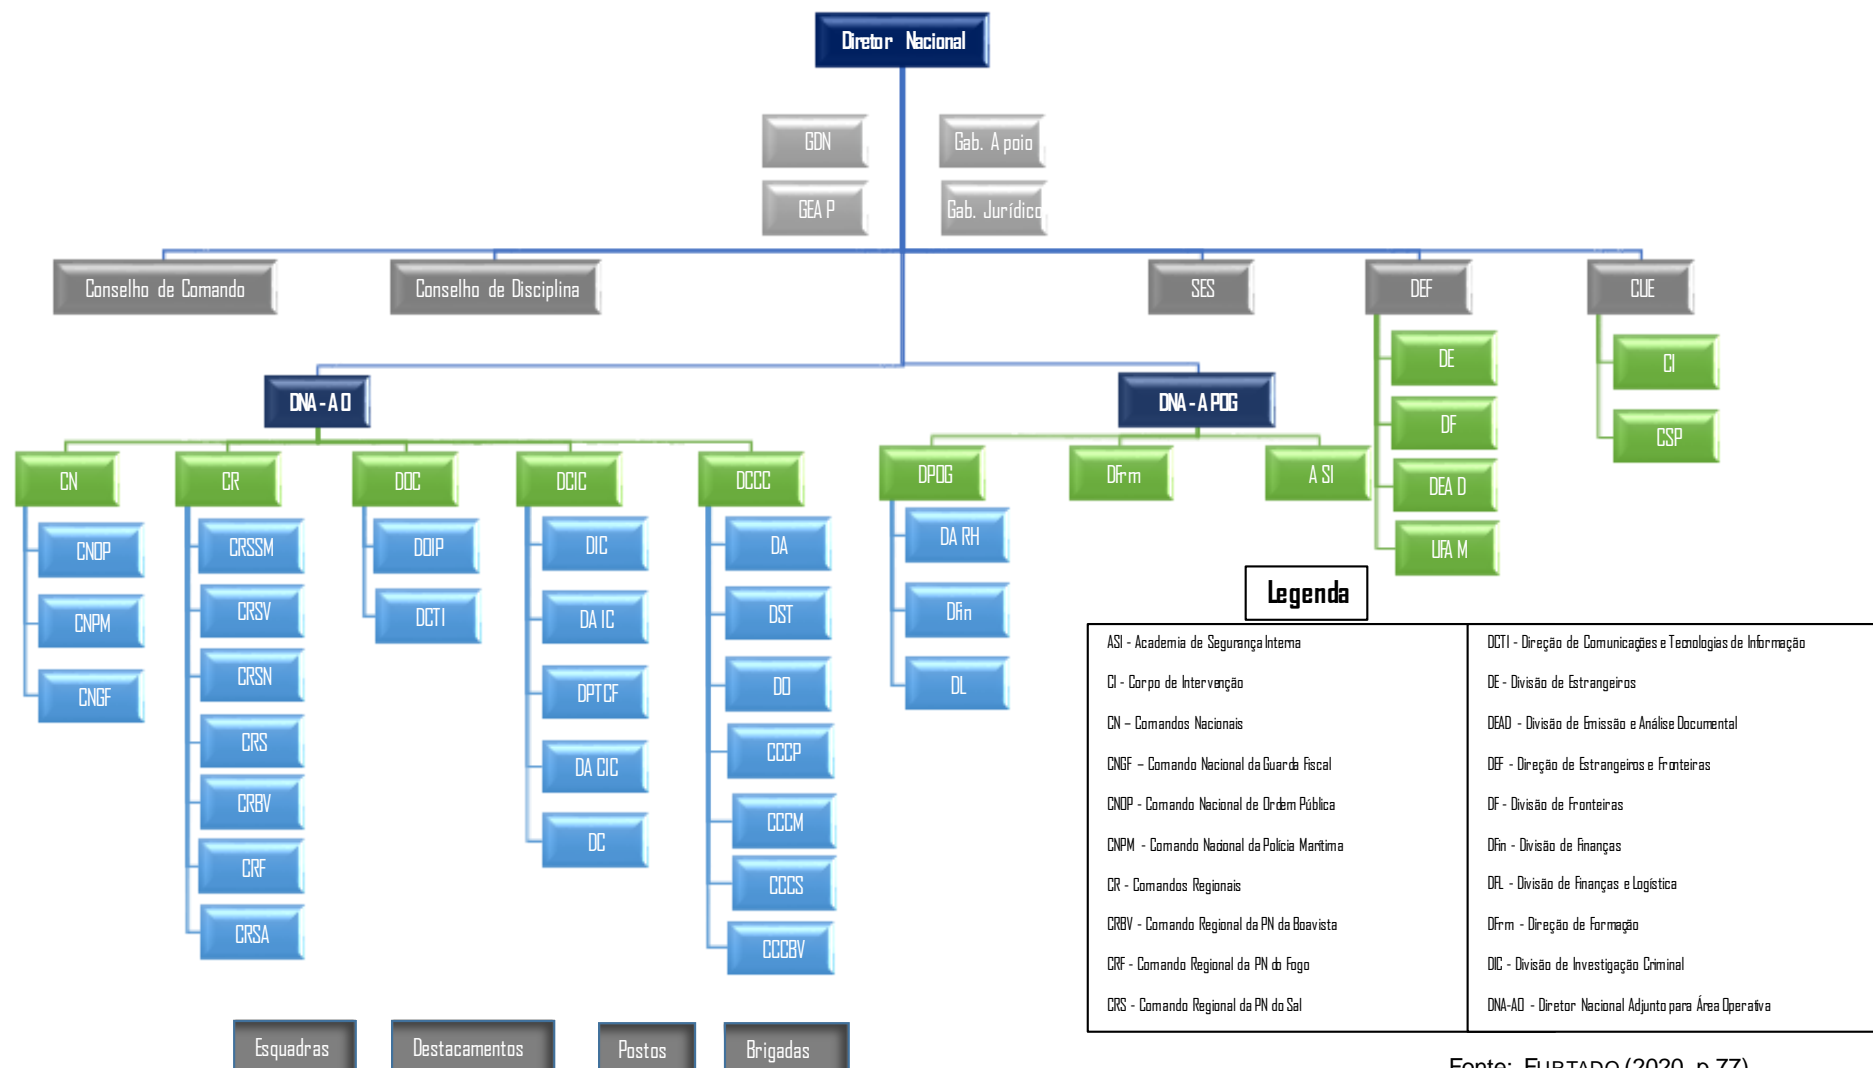 Diretor Nacional
GDN
Gab. Apoio
GEAP
Gab. Jurídico
Conselho de Comando
Conselho de Disciplina
SES
DEF
CUE
DE
DF
DEAD
UFAM
CI
CSP
DNA-AO
DNA-APOG
CN
CR
DOC
DCIC
DCCC
DPOG
DFrm
ASI
CNOP
CNPM
CNGF
CRSSM
CRSV
CRSN
CRS
CRBV
CRF
CRSA
DOIP
DCTI
DIC
DAIC
DPTCF
DACIC
DC
DA
DST
DO
CCCP
CCCM
CCCS
CCCBV
DARH
Dfin
DL
Legenda
ASI - Academia de Segurança Interna
CI - Corpo de Intervenção
CN – Comandos Nacionais
CNGF – Comando Nacional da Guarda Fiscal
CNOP - Comando Nacional de Ordem Pública
CNPM - Comando Nacional da Polícia Marítima
CR - Comandos Regionais
CRBV - Comando Regional da PN da Boavista
CRF - Comando Regional da PN do Fogo
CRS - Comando Regional da PN do Sal
DCTI - Direção de Comunicações e Tecnologias de Informação
DE - Divisão de Estrangeiros
DEAD - Divisão de Emissão e Análise Documental
DEF - Direção de Estrangeiros e Fronteiras
DF - Divisão de Fronteiras
DFin - Divisão de Finanças
DFL - Divisão de Finanças e Logística
DFrm - Direção de Formação
DIC - Divisão de Investigação Criminal
DNA-AO - Diretor Nacional Adjunto para Área Operativa
Esquadras
Destacamentos
Postos
Brigadas
Fonte: FURTADO (2020, p.77)